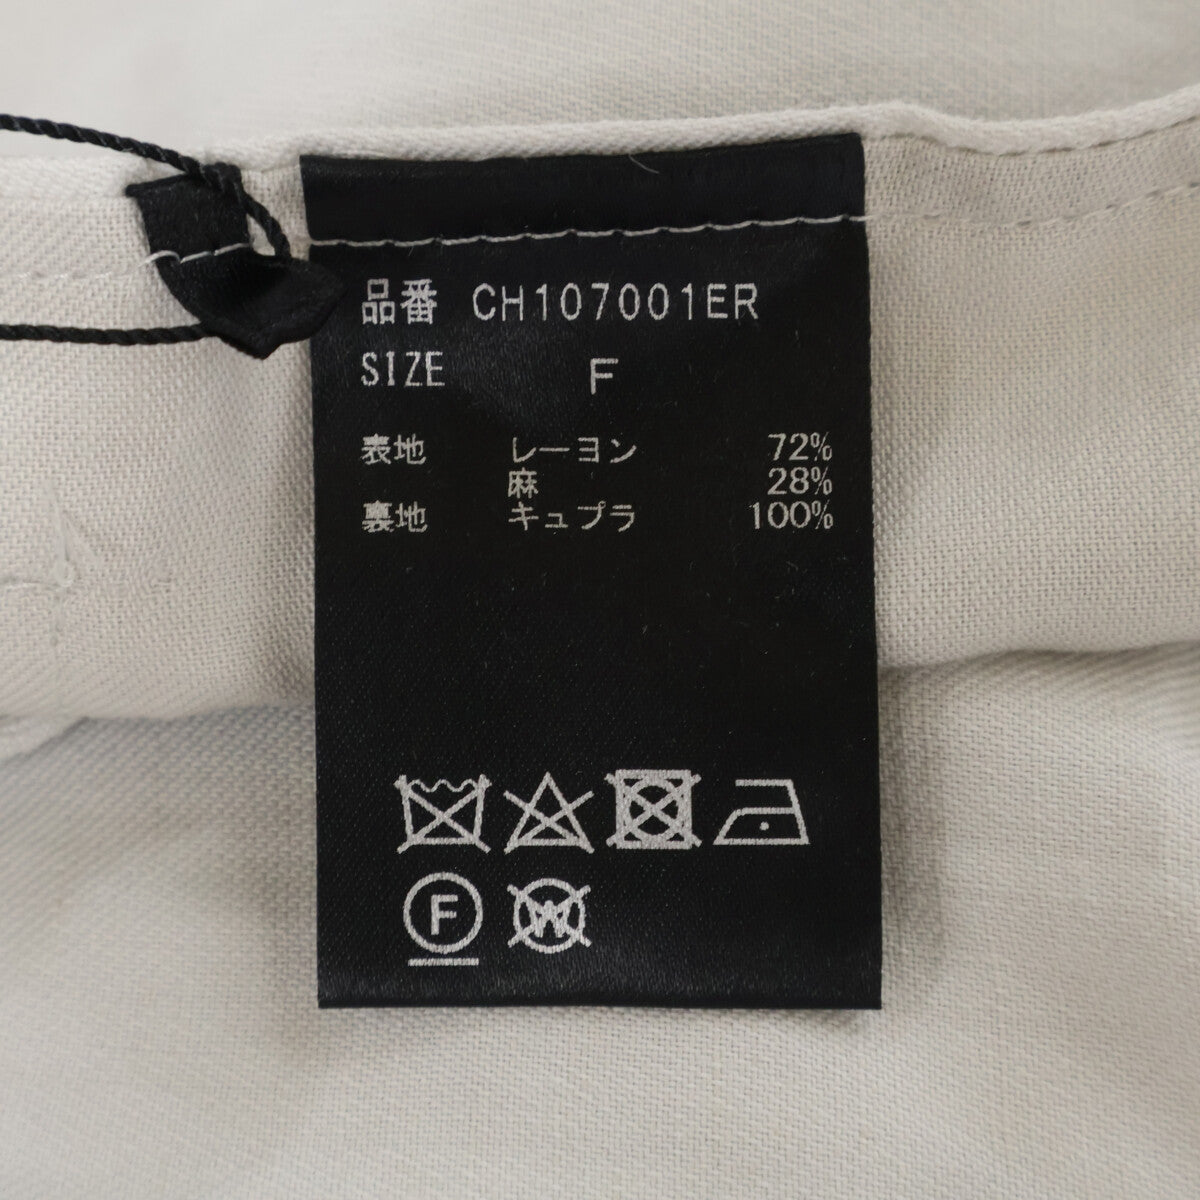 品番 CH107001ER
SIZE F
表地 レーヨン 72%
麻 28%
裏地 キュプラ 100%
F W